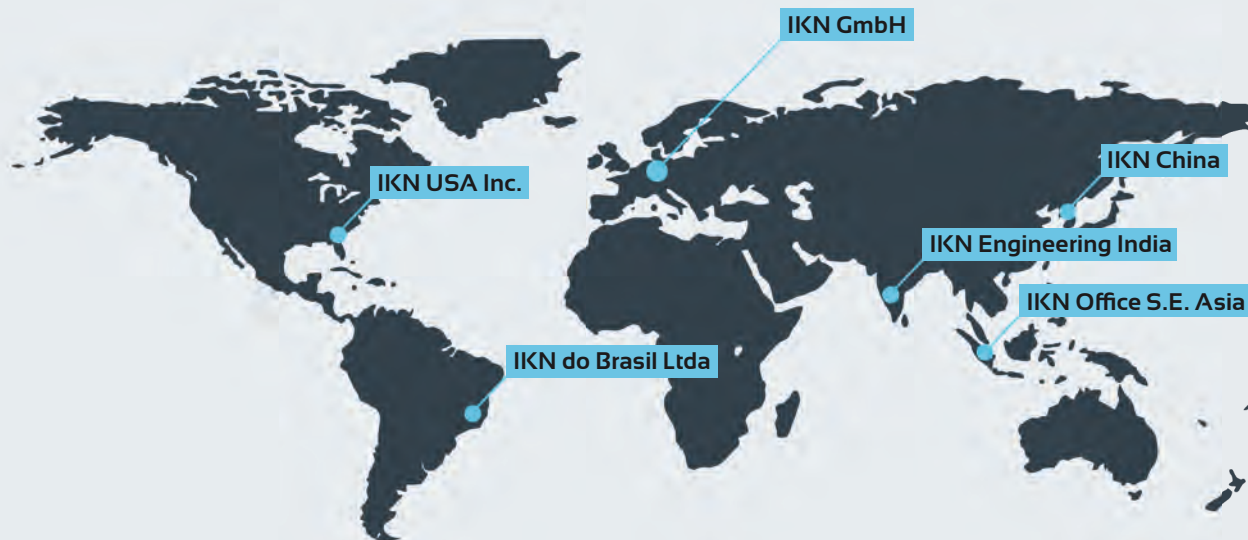 IKN GmbH
IKN China
IKN USA Inc.
IKN Engineering India
IKN Office S.E. Asia
IKN do Brasil Ltda